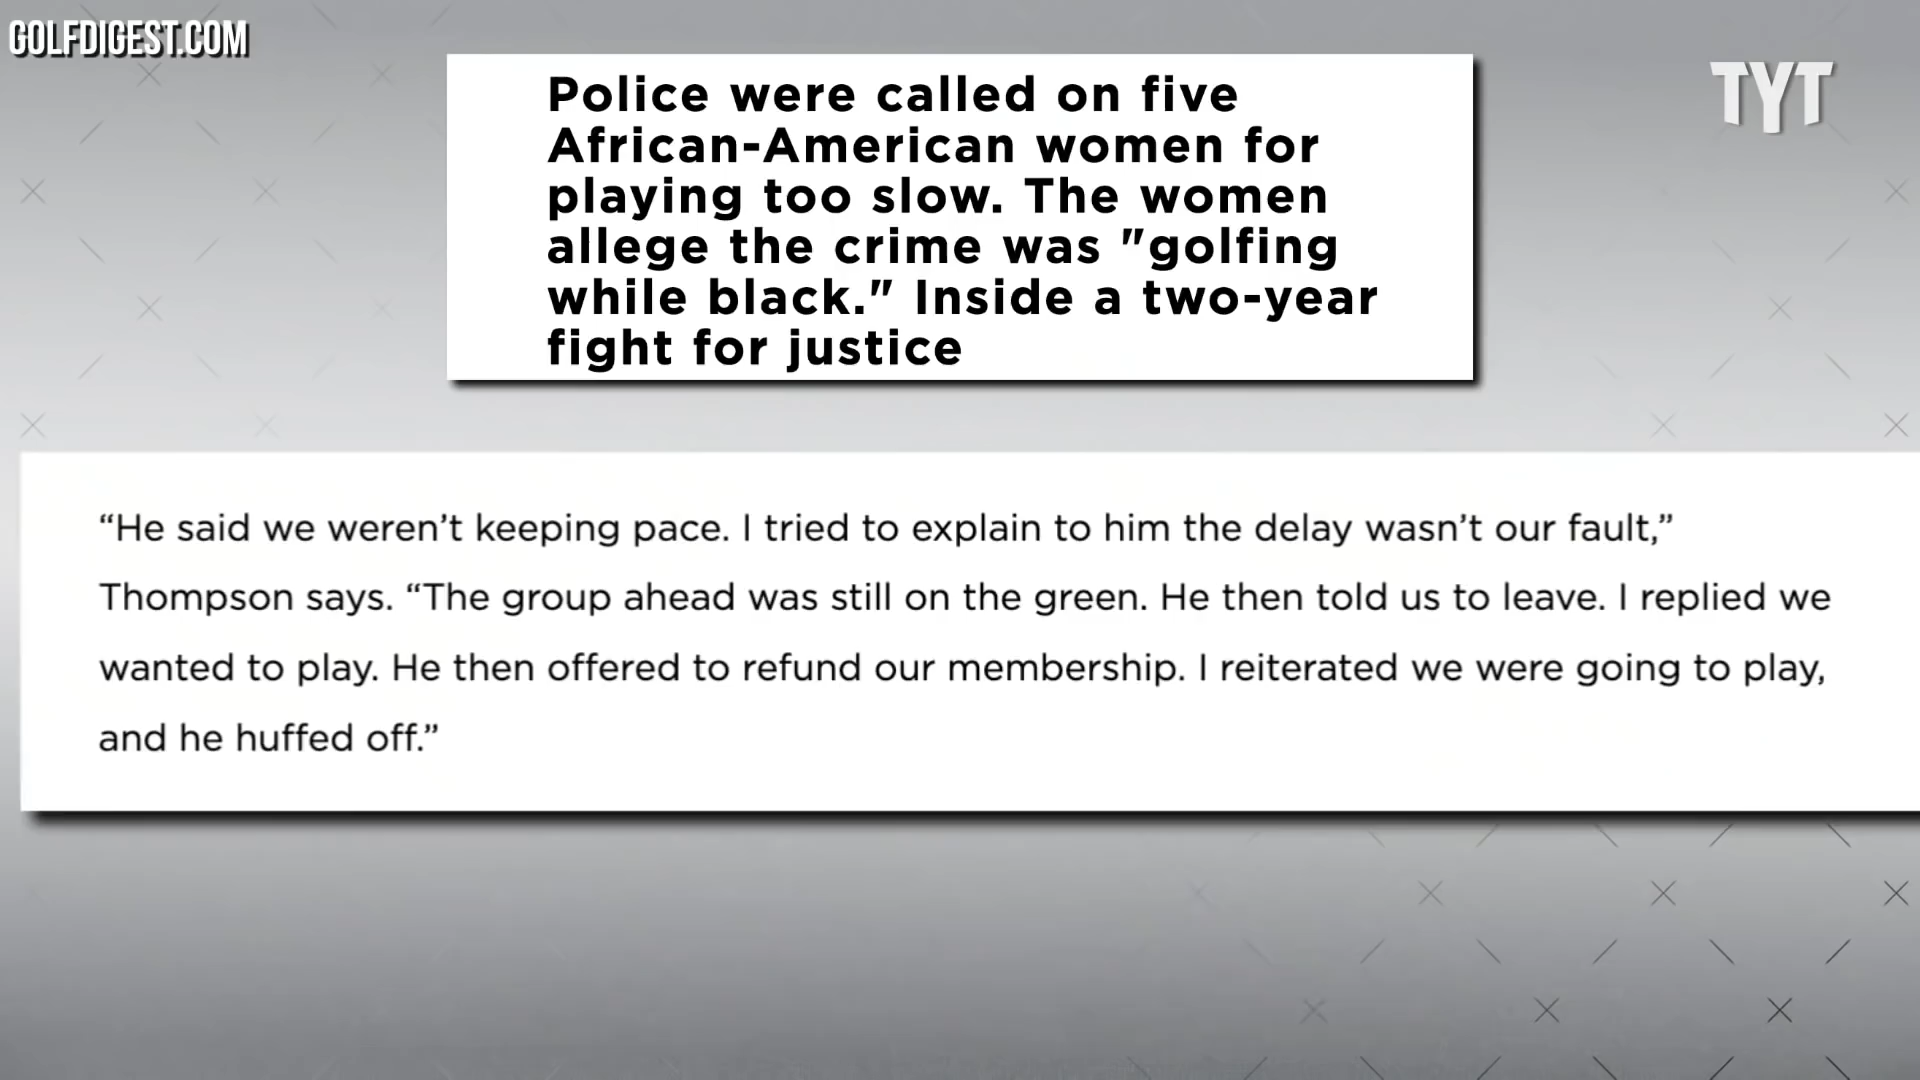 GOLFDIGEST.COM
TYT
Police were called on five
African-American women for
playing too slow. The women
allege the crime was "golfing
while black." Inside a two-year
fight for justice
“He said we weren’t keeping pace. I tried to explain to him the delay wasn’t our fault,”
Thompson says. “The group ahead was still on the green. He then told us to leave. I replied we
wanted to play. He then offered to refund our membership. I reiterated we were going to play,
and he huffed off.”